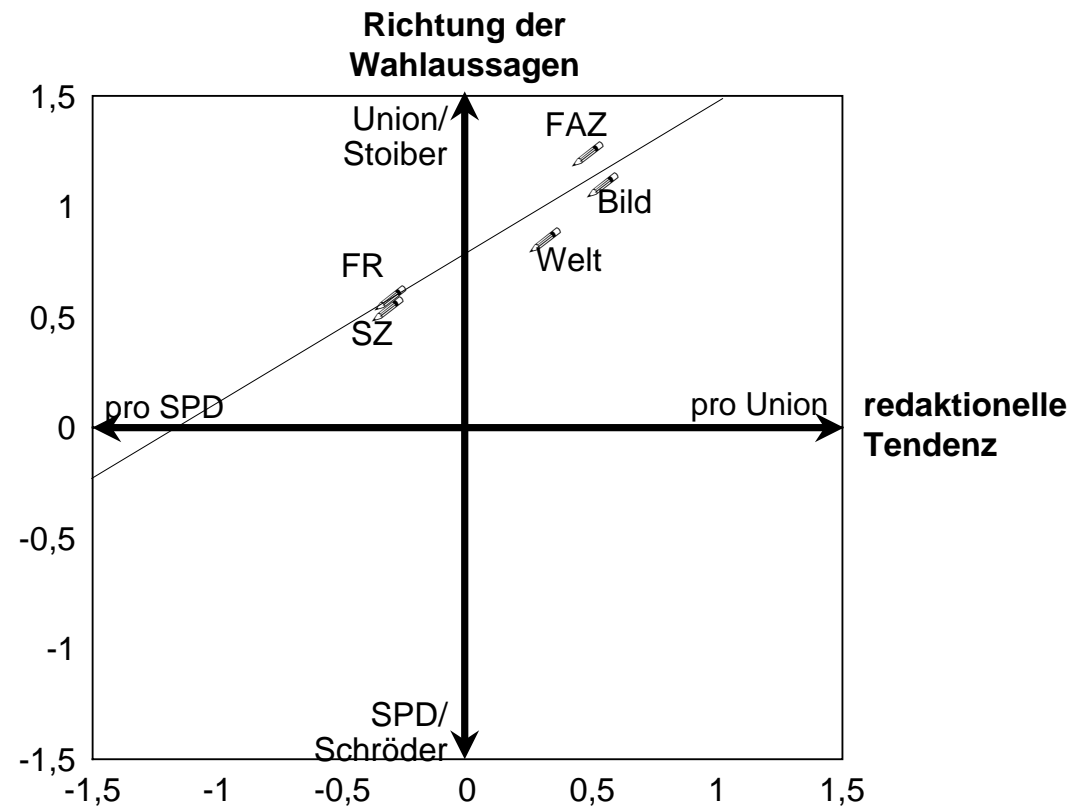 Richtung der
Wahlaussagen
1,5
Union/
Stoiber
FAZ
1
Bild
Welt
FR
0,5
SZ
pro SPD
pro Union
redaktionelle
Tendenz
0
-0,5
-1
SPD/
Schröder
-1,5
-1,5 -1 -0,5 0 0,5 1 1,5